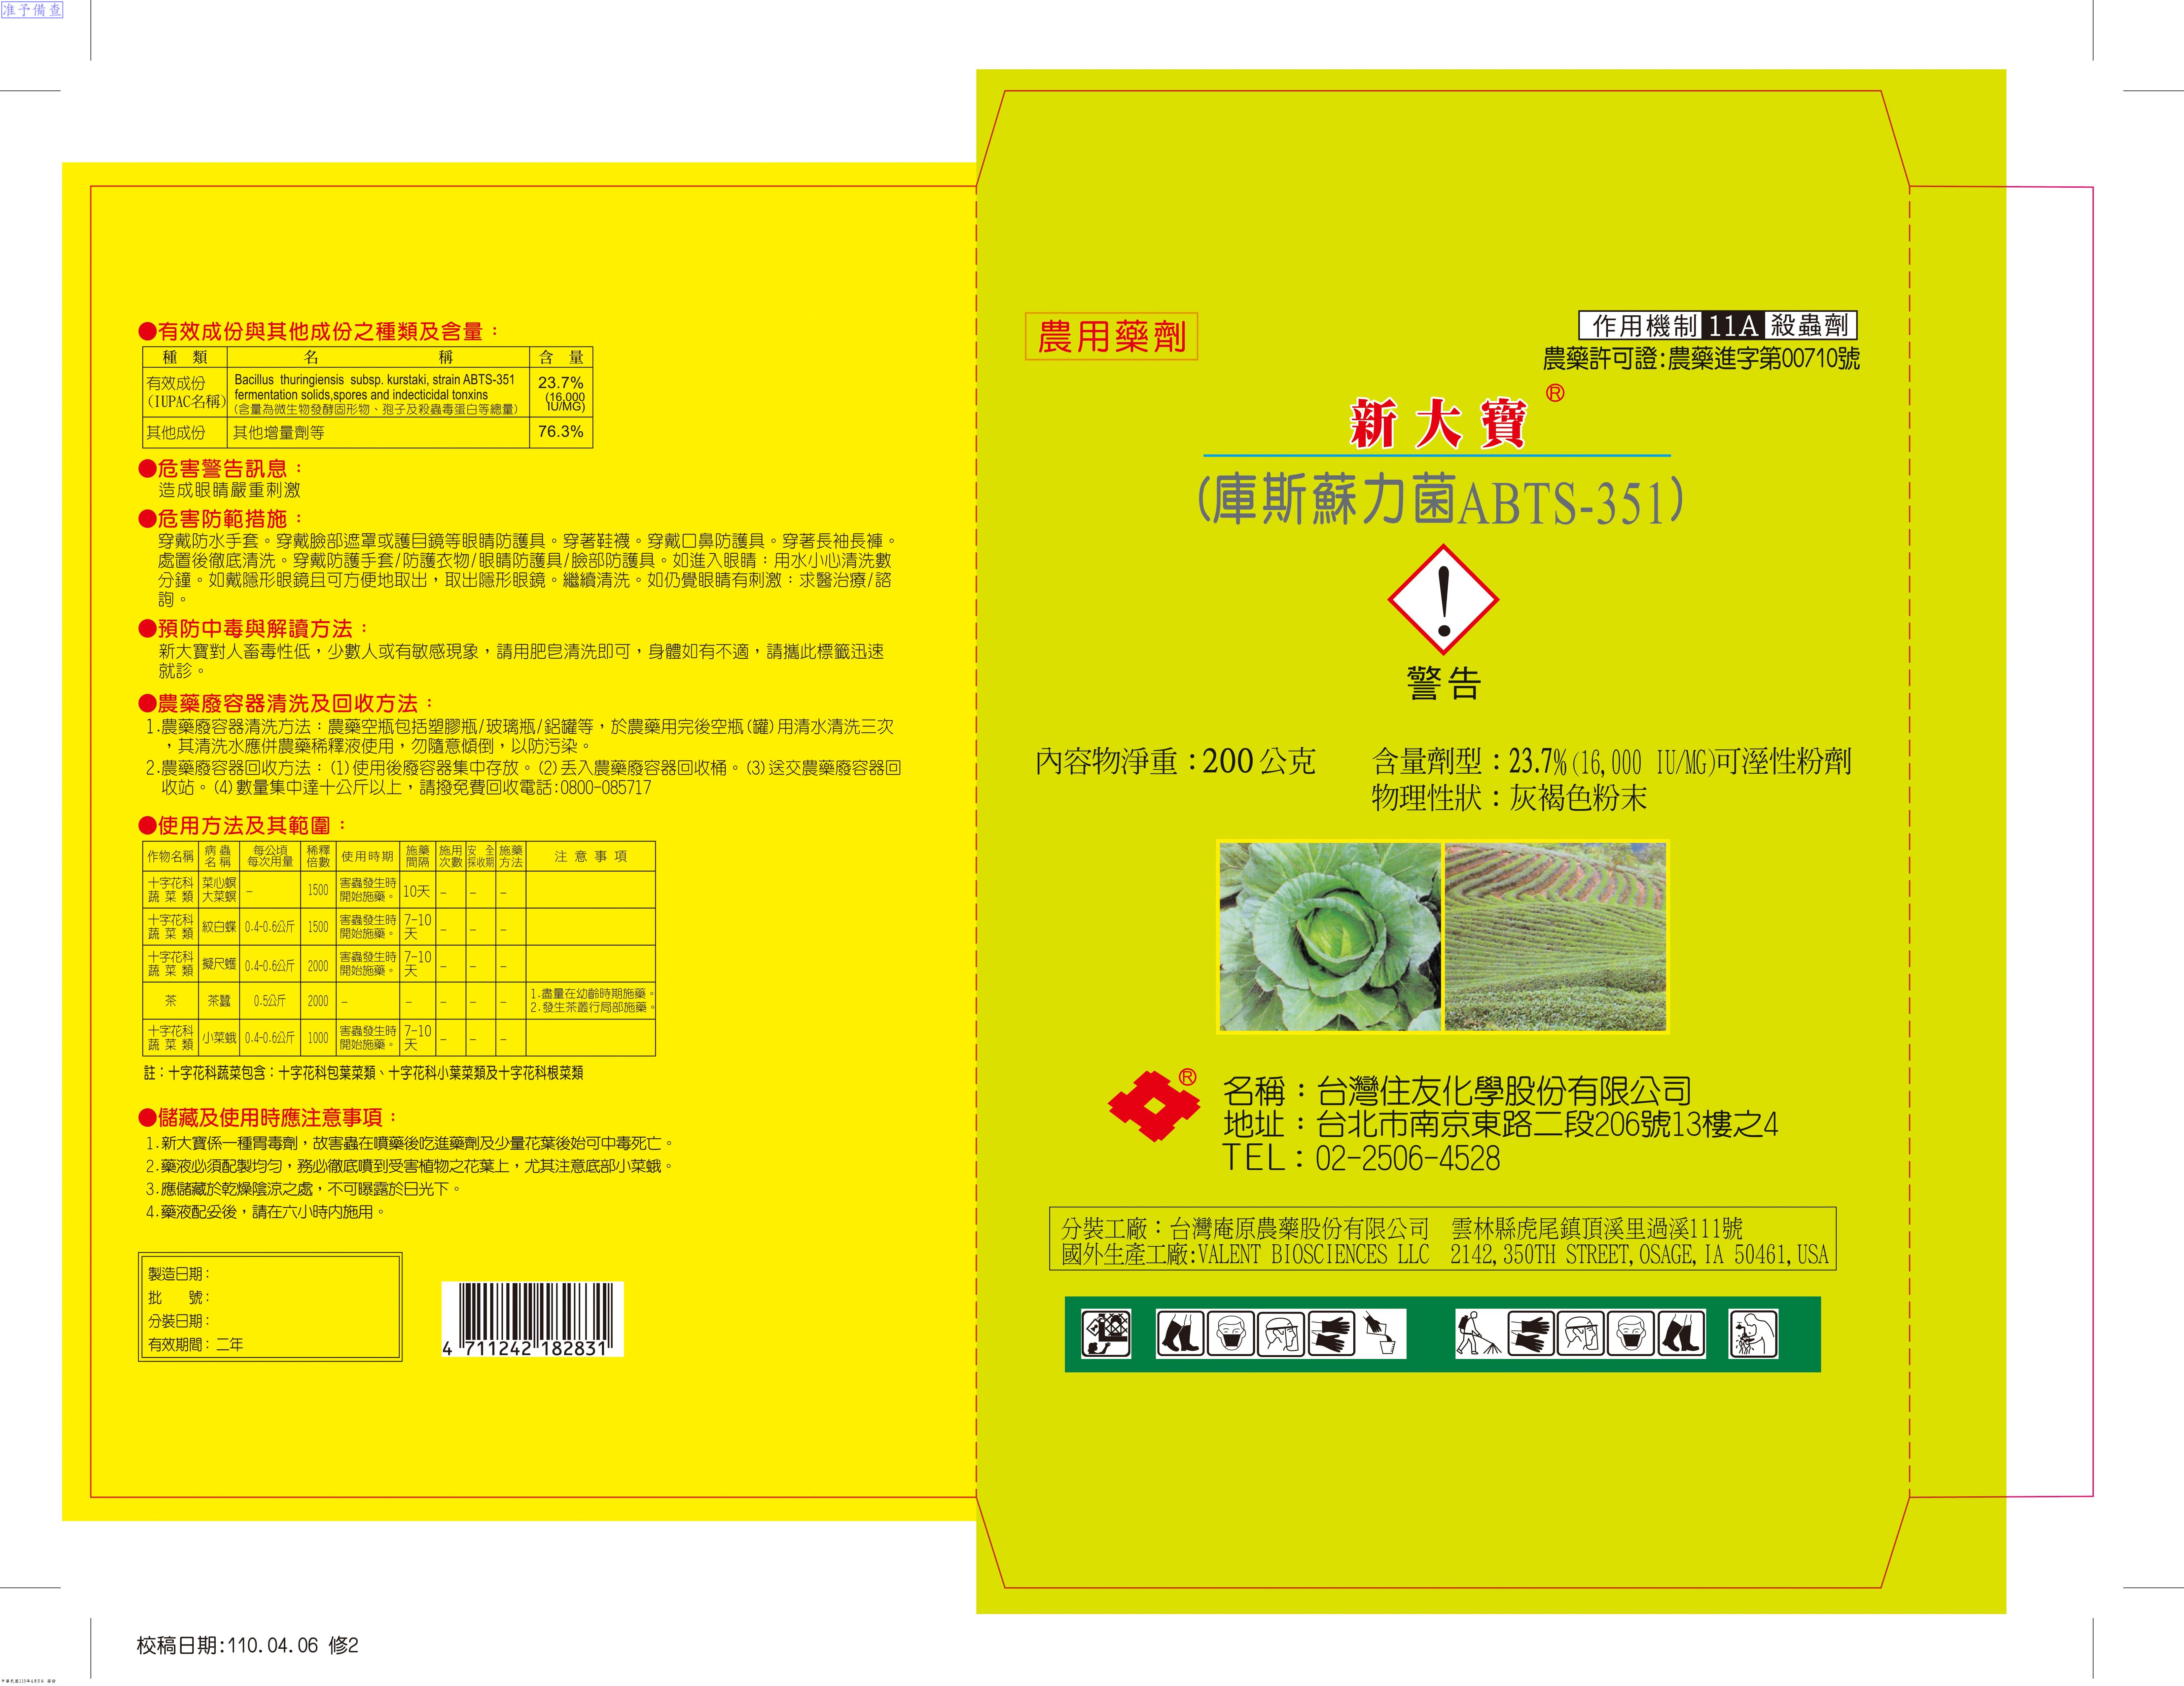 准予備查
●有效成份與其他成份之種類及含量：
種 類 名 稱 含 量
有效成份 (IUPAC名稱) Bacillus thuringiensis subsp. kurstaki, strain ABTS-351 23.7%
fermentation solids,spores and indecticidal tonxins (16,000
(含量為微生物發酵固形物、孢子及殺蟲毒蛋白等總量) IU/MG)
其他成份 其他增量劑等 76.3%
●危害警告訊息：
造成眼睛嚴重刺激
●危害防範措施：
穿戴防水手套。穿戴臉部遮罩或護目鏡等眼睛防護具。穿著鞋襪。穿戴口鼻防護具。穿著長袖長褲。
處置後徹底清洗。穿戴防護手套/防護衣物/眼睛防護具/臉部防護具。如進入眼睛：用水小心清洗數
分鐘。如戴隱形眼鏡且可方便地取出，取出隱形眼鏡。繼續清洗。如仍覺眼睛有刺激：求醫治療/諮
詢。
●預防中毒與解讀方法：
新大寶對人畜毒性低，少數人或有敏感現象，請用肥皂清洗即可，身體如有不適，請攜此標籤迅速
就診。
●農藥廢容器清洗及回收方法：
1.農藥廢容器清洗方法：農藥空瓶包括塑膠瓶/玻璃瓶/鋁罐等，於農藥用完後空瓶(罐)用清水清洗三次
，其清洗水應併農藥稀釋液使用，勿隨意傾倒，以防污染。
2.農藥廢容器回收方法：(1)使用後廢容器集中存放。(2)丟入農藥廢容器回收桶。(3)送交農藥廢容器回
收站。(4)數量集中達十公斤以上，請撥免費回收電話:0800-085717
●使用方法及其範圍：
作物名稱 病蟲名稱 每公頃每次用量 稀釋倍數 使用時期 施藥間隔 施用次數 安全採收期 施藥方法 注意事項
十字花科蔬菜類 菜心螟大菜螟 — 1500 害蟲發生時開始施藥。 10天 — — —
十字花科蔬菜類 紋白蝶 0.4-0.6公斤 1500 害蟲發生時開始施藥。 7-10天 — — —
十字花科蔬菜類 擬尺蠖 0.4-0.6公斤 2000 害蟲發生時開始施藥。 7-10天 — — —
茶 茶蠶 0.5公斤 2000 — — — — — 1.盡量在幼齡時期施藥。2.發生茶叢行局部施藥。
十字花科蔬菜類 小菜蛾 0.4-0.6公斤 1000 害蟲發生時開始施藥。 7-10天 — — —
註：十字花科蔬菜包含：十字花科包葉菜類、十字花科小葉菜類及十字花科根菜類
●儲藏及使用時應注意事項：
1.新大寶係一種胃毒劑，故害蟲在噴藥後吃進藥劑及少量花葉後始可中毒死亡。
2.藥液必須配製均勻，務必徹底噴到受害植物之花葉上，尤其注意底部小菜蛾。
3.應儲藏於乾燥陰涼之處，不可曝露於日光下。
4.藥液配妥後，請在六小時內施用。
製造日期：
批 號：
分裝日期：
有效期間：二年
4 711242 182831
農用藥劑
作用機制 11A 殺蟲劑
農藥許可證:農藥進字第00710號
新大寶®
(庫斯蘇力菌ABTS-351)
警告
內容物淨重：200公克
含量劑型：23.7%(16,000 IU/MG)可溼性粉劑
物理性狀：灰褐色粉末
®
名稱：台灣住友化學股份有限公司
地址：台北市南京東路二段206號13樓之4
TEL：02-2506-4528
分裝工廠：台灣庵原農藥股份有限公司 雲林縣虎尾鎮頂溪里過溪111號
國外生產工廠:VALENT BIOSCIENCES LLC 2142,350TH STREET,OSAGE,IA 50461,USA
校稿日期:110.04.06 修2